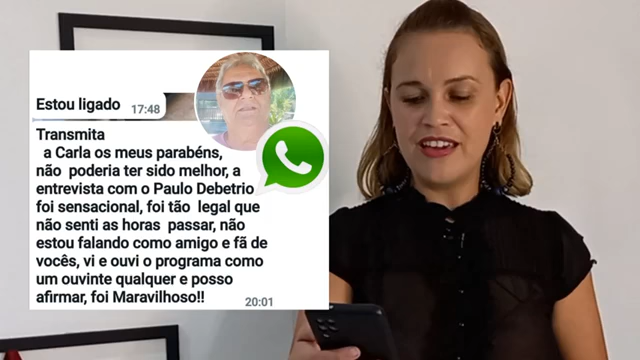 Estou ligado 17:48
Transmita
a Carla os meus parabéns,
não poderia ter sido melhor, a
entrevista com o Paulo Debetrio
foi sensacional, foi tão legal que
não senti as horas passar, não
estou falando como amigo e fã de
vocês, vi e ouvi o programa como
um ouvinte qualquer e posso
afirmar, foi Maravilhoso!! 20:01